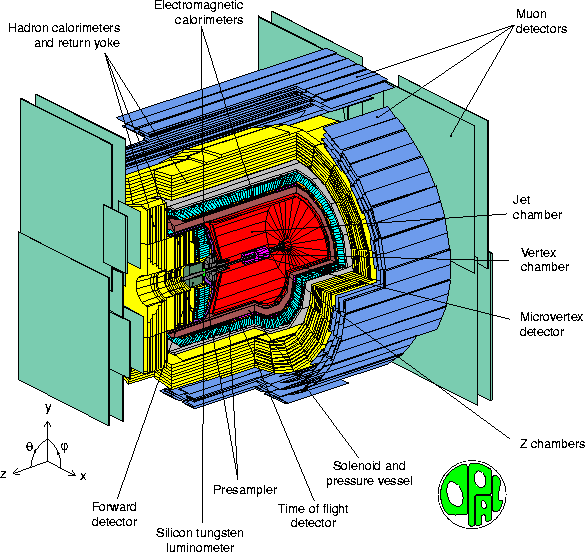 Electromagnetic
calorimeters
Hadron calorimeters
and return yoke
Muon
detectors
Jet
chamber
Vertex
chamber
Microvertex
detector
Z chambers
y
θ
φ
z
x
Solenoid and
pressure vessel
Presampler
Forward
detector
Time of flight
detector
Silicon tungsten
luminometer
OPAL